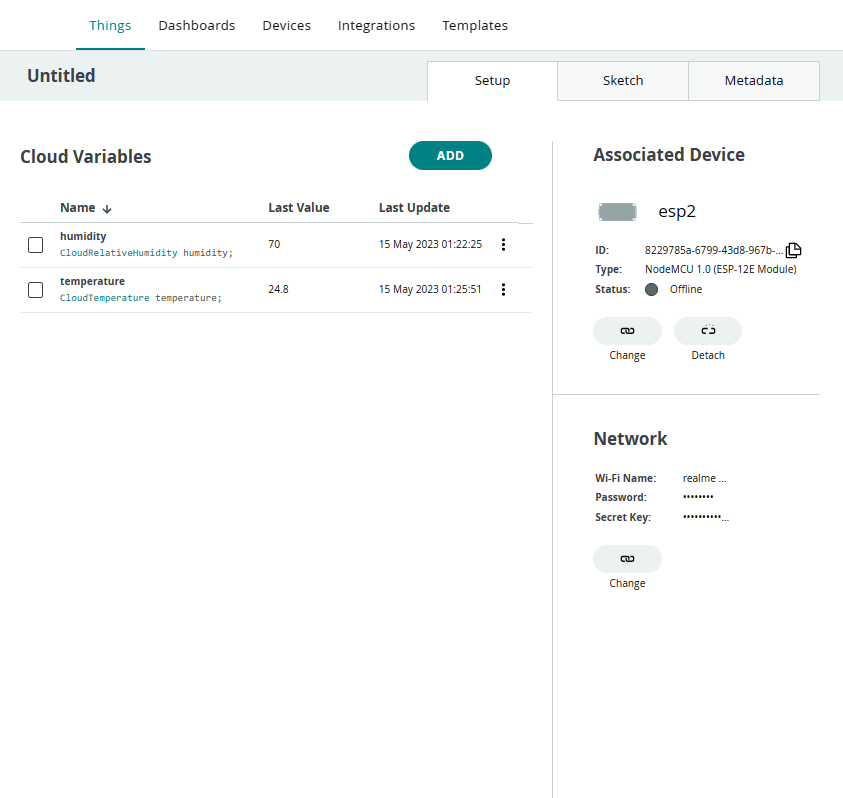 Things Dashboards Devices Integrations Templates
Untitled
Setup Sketch Metadata
Cloud Variables
ADD
Name Last Value Last Update
humidity
CloudRelativeHumidity humidity;
70
15 May 2023 01:22:25
temperature
CloudTemperature temperature;
24.8
15 May 2023 01:25:51
Associated Device
esp2
ID: 8229785a-6799-43d8-967b-...
Type: NodeMCU 1.0 (ESP-12E Module)
Status: Offline
Change Detach
Network
Wi-Fi Name: realme ...
Password: ••••••••
Secret Key: ••••••••••...
Change